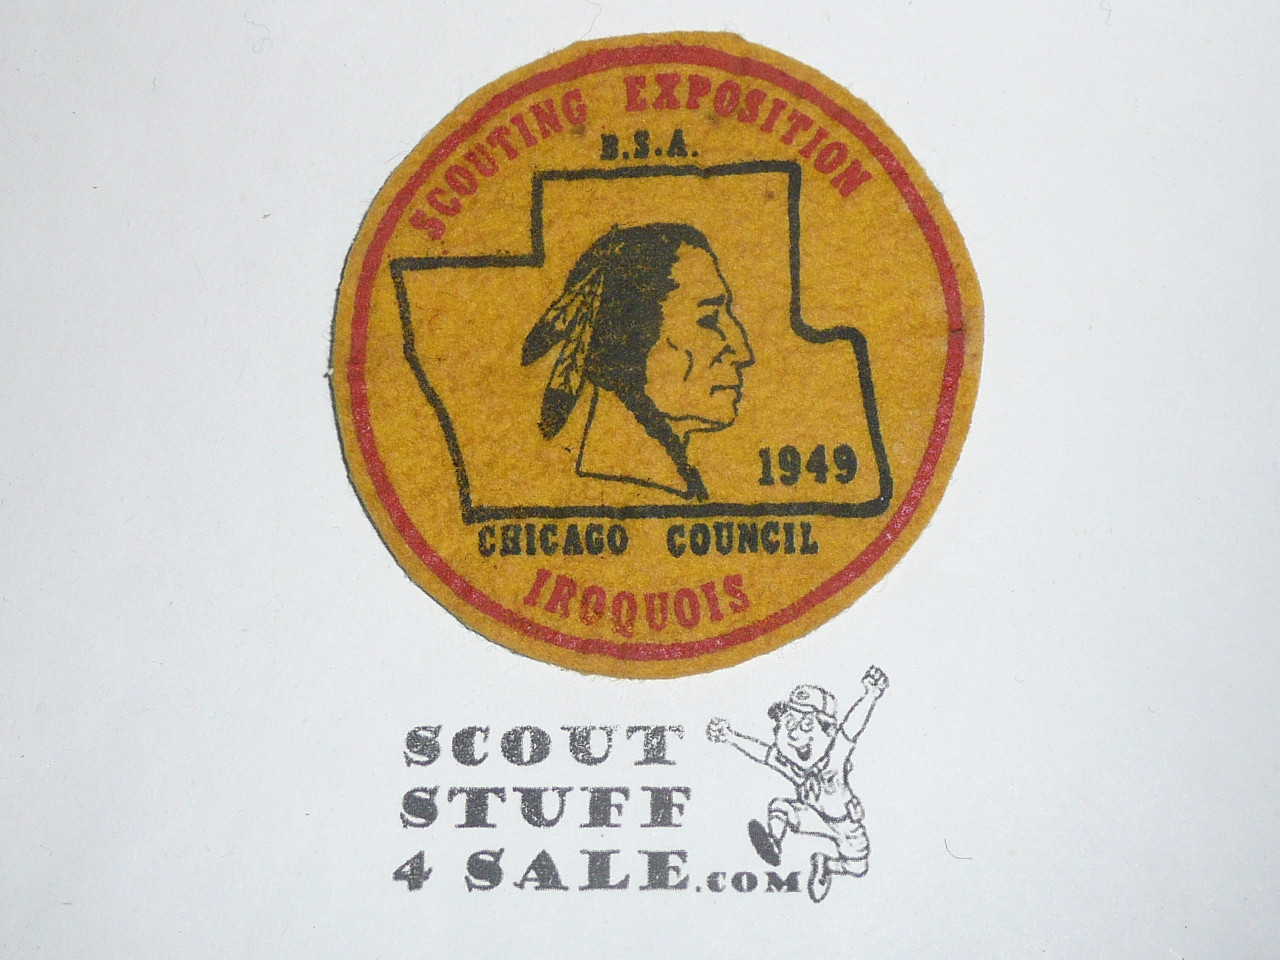 SCOUTING EXPOSITION
B.S.A.
1949
CHICAGO COUNCIL
IROQUOIS
SCOUT
STUFF
4 SALE.COM